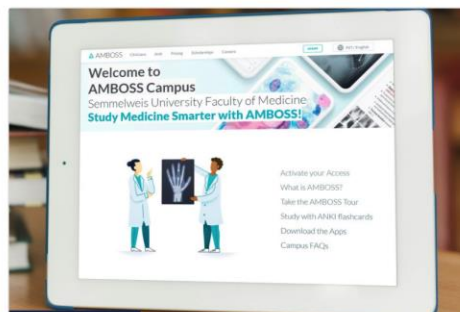 AMBOSS
Welcome to
AMBOSS Campus
Semmelweis University Faculty of Medicine
Study Medicine Smarter with AMBOSS!
Activate your Access
What is AMBOSS?
Take the AMBOSS Tour
Study with ANKI flashcards
Download the Apps
Campus FAQs